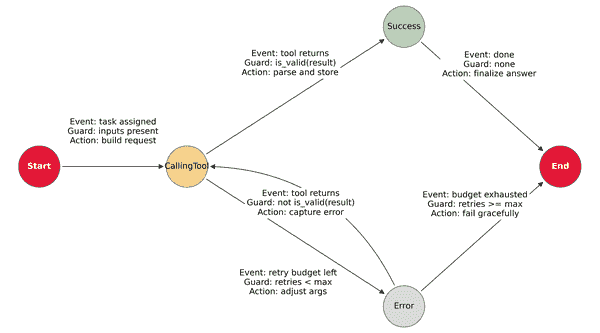 Success
Event: tool returns
Guard: is_valid(result)
Action: parse and store
Event: done
Guard: none
Action: finalize answer
Event: task assigned
Guard: inputs present
Action: build request
Start
CallingTool
End
Event: tool returns
Guard: not is_valid(result)
Action: capture error
Event: budget exhausted
Guard: retries >= max
Action: fail gracefully
Event: retry budget left
Guard: retries < max
Action: adjust args
Error